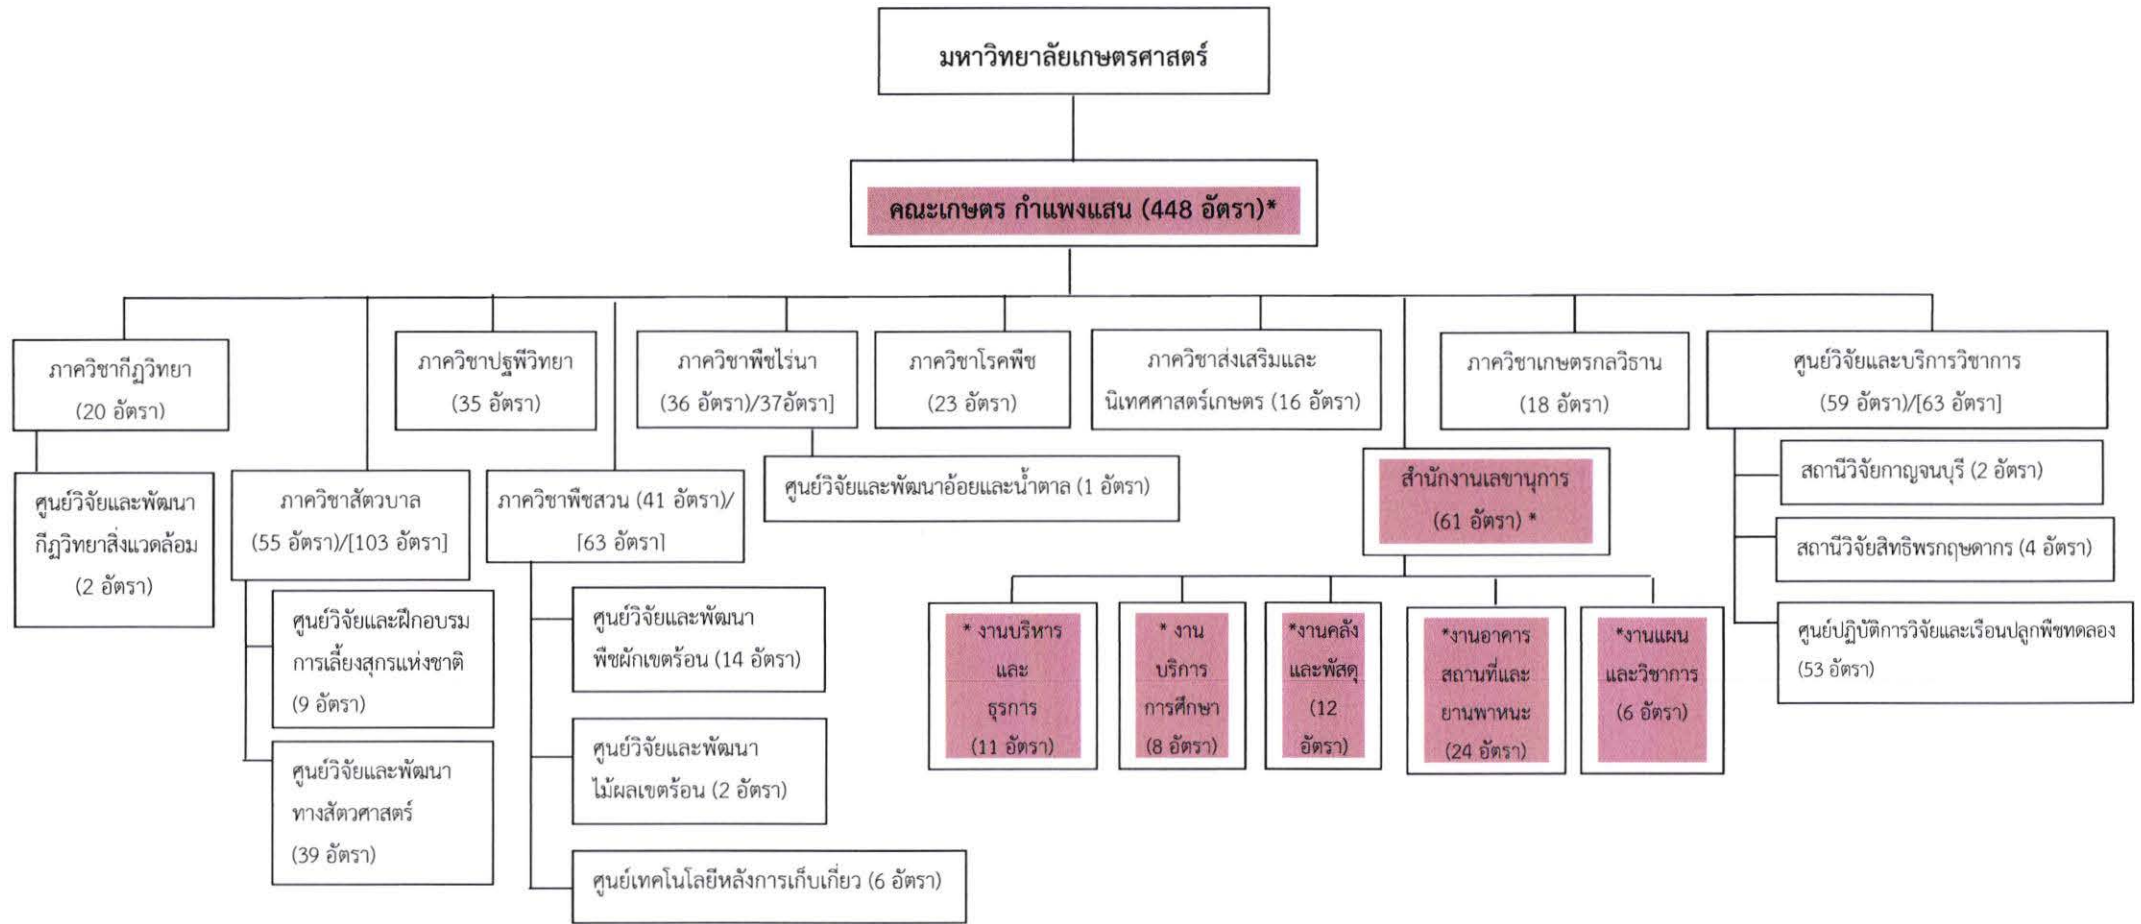 มหาวิทยาลัยเกษตรศาสตร์
คณะเกษตร กำแพงแสน (448 อัตรา)*
ภาควิชากีฏวิทยา
(20 อัตรา)
ศูนย์วิจัยและพัฒนา
กีฏวิทยาสิ่งแวดล้อม
(2 อัตรา)
ภาควิชาสัตวบาล
(55 อัตรา)/[103 อัตรา]
ศูนย์วิจัยและฝึกอบรม
การเลี้ยงสุกรแห่งชาติ
(9 อัตรา)
ศูนย์วิจัยและพัฒนา
ทางสัตวศาสตร์
(39 อัตรา)
ภาควิชาปฐพีวิทยา
(35 อัตรา)
ภาควิชาพืชสวน (41 อัตรา)/
[63 อัตรา]
ศูนย์วิจัยและพัฒนา
พืชผักเขตร้อน (14 อัตรา)
ศูนย์วิจัยและพัฒนา
ไม้ผลเขตร้อน (2 อัตรา)
ศูนย์เทคโนโลยีหลังการเก็บเกี่ยว (6 อัตรา)
ภาควิชาพืชไร่นา
(36 อัตรา)/37อัตรา]
ศูนย์วิจัยและพัฒนาอ้อยและน้ำตาล (1 อัตรา)
ภาควิชาโรคพืช
(23 อัตรา)
ภาควิชาส่งเสริมและ
นิเทศศาสตร์เกษตร (16 อัตรา)
สำนักงานเลขานุการ
(61 อัตรา) *
* งานบริหาร
และ
ธุรการ
(11 อัตรา)
* งาน
บริการ
การศึกษา
(8 อัตรา)
*งานคลัง
และพัสดุ
(12
อัตรา)
*งานอาคาร
สถานที่และ
ยานพาหนะ
(24 อัตรา)
*งานแผน
และวิชาการ
(6 อัตรา)
ภาควิชาเกษตรกลวิธาน
(18 อัตรา)
ศูนย์วิจัยและบริการวิชาการ
(59 อัตรา)/[63 อัตรา]
สถานีวิจัยกาญจนบุรี (2 อัตรา)
สถานีวิจัยสิทธิพรกฤษดากร (4 อัตรา)
ศูนย์ปฏิบัติการวิจัยและเรือนปลูกพืชทดลอง
(53 อัตรา)